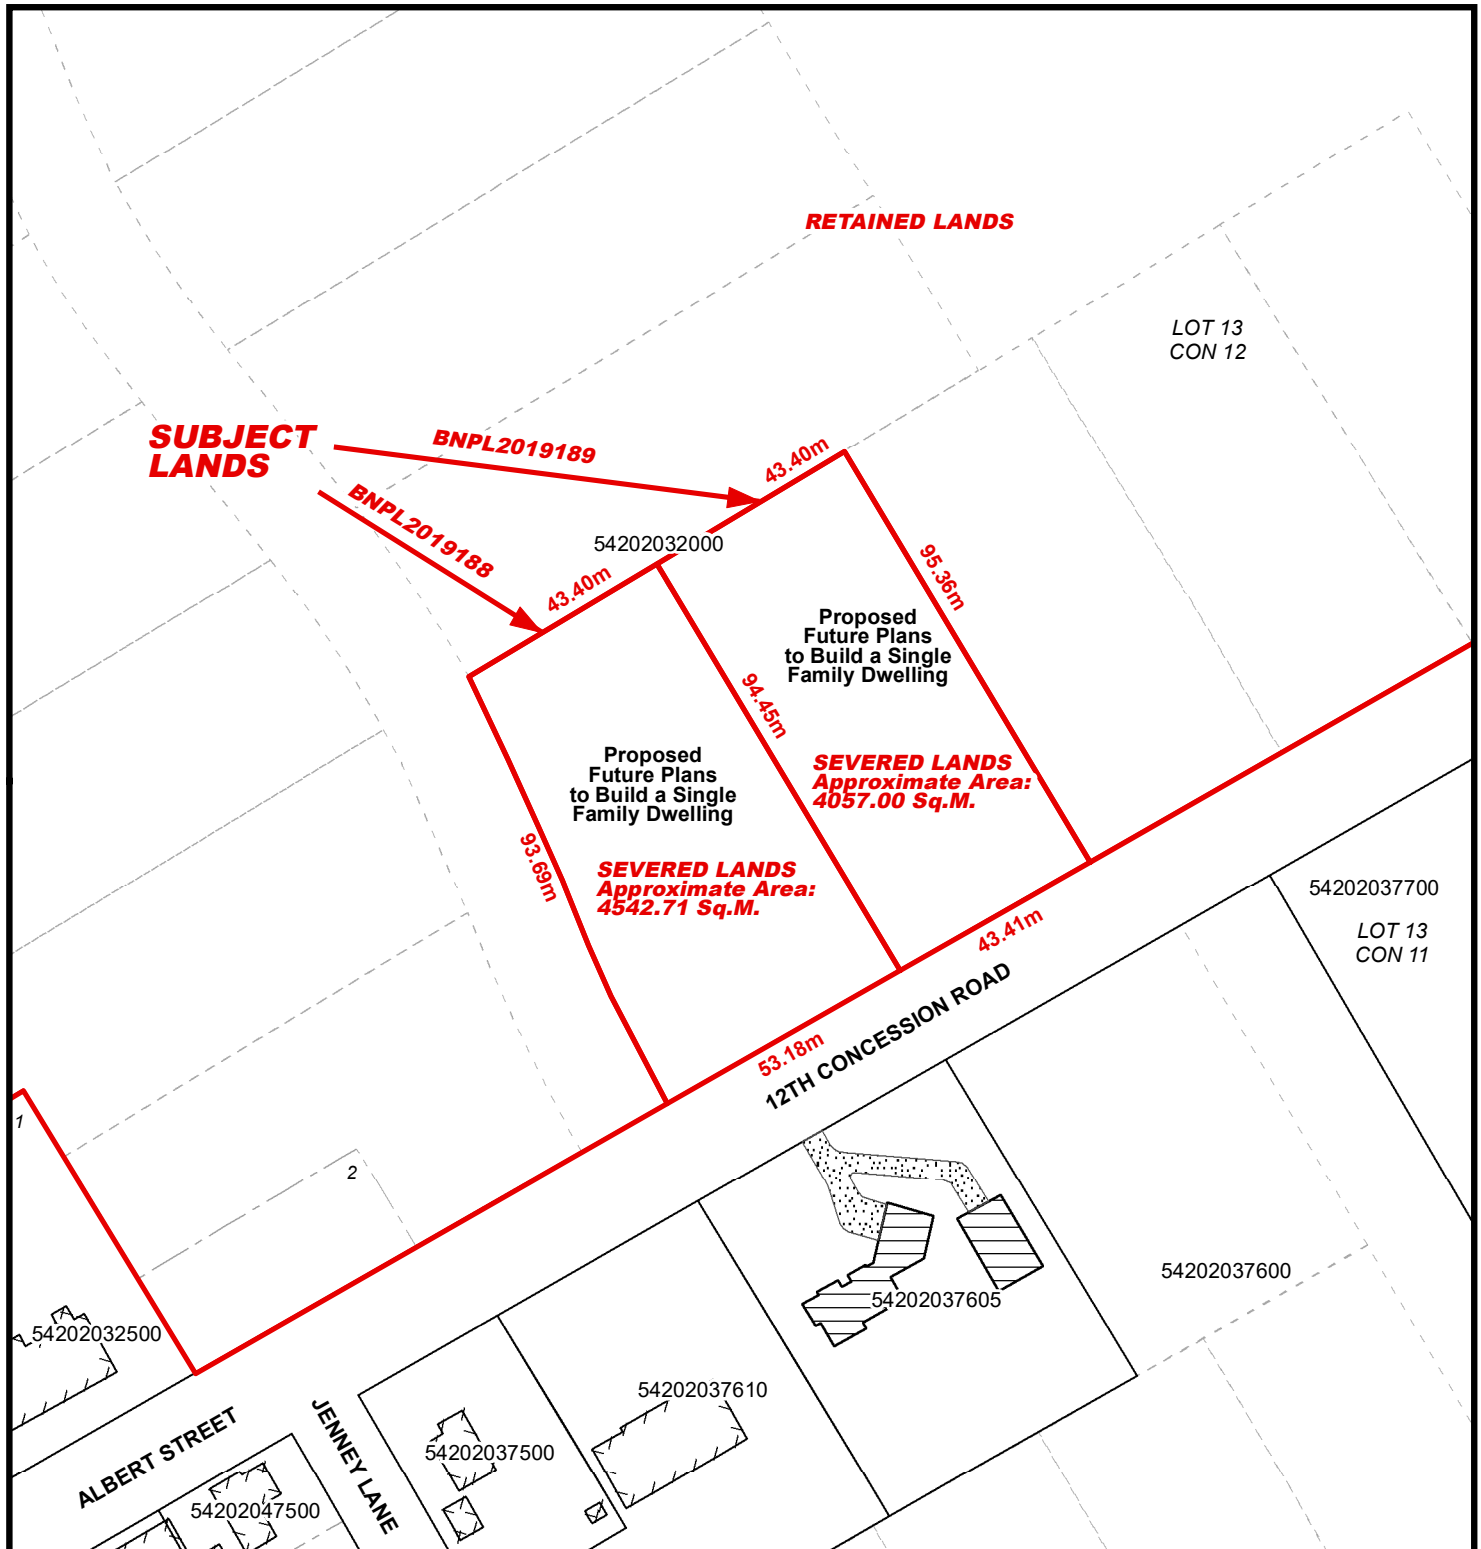 RETAINED LANDS
LOT 13
CON 12
SUBJECT
LANDS
BNPL2019189
BNPL2019188
43.40m
54202032000
43.40m
95.36m
Proposed
Future Plans
to Build a Single
Family Dwelling
94.45m
SEVERED LANDS
Approximate Area:
4057.00 Sq.M.
Proposed
Future Plans
to Build a Single
Family Dwelling
93.69m
SEVERED LANDS
Approximate Area:
4542.71 Sq.M.
54202037700
LOT 13
CON 11
43.41m
53.18m
12TH CONCESSION ROAD
1
2
54202037600
54202037605
54202032500
54202037610
ALBERT STREET
JENNEY LANE
54202037500
54202047500